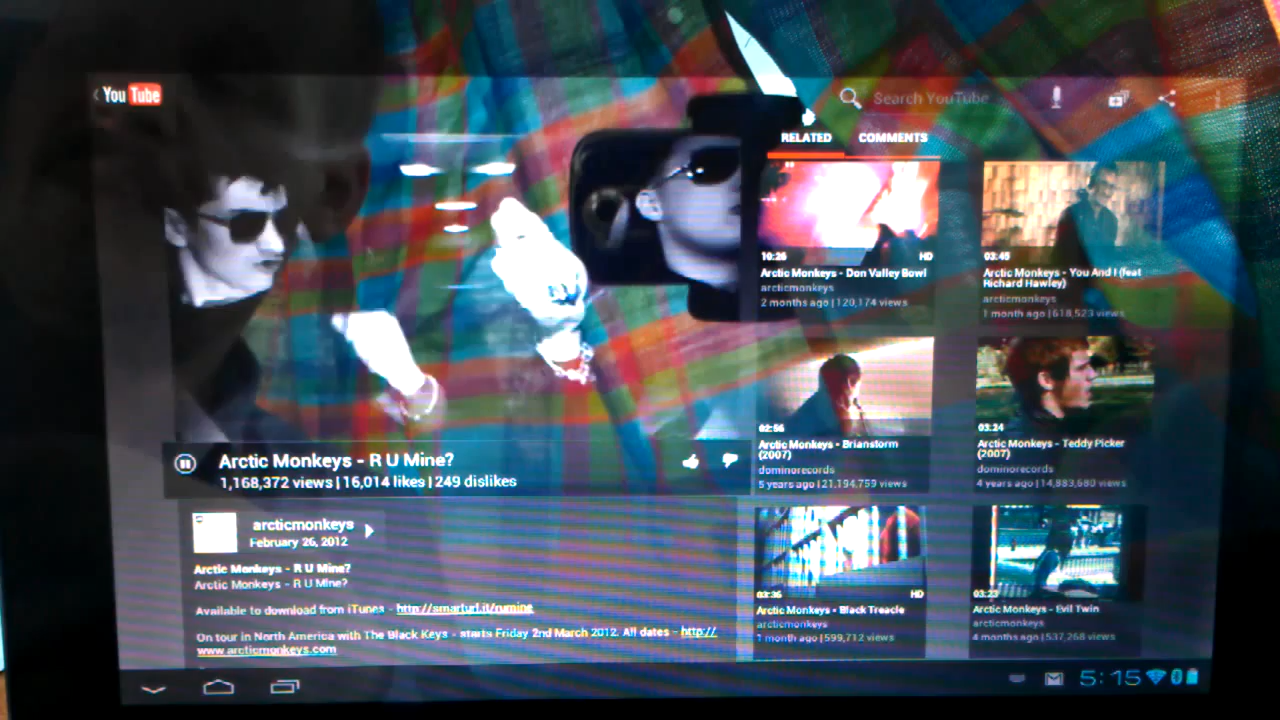 YouTube
Search YouTube
RELATED COMMENTS
10:26 HD
Arctic Monkeys - Don Valley Bowl
arcticmonkeys
2 months ago | 120,174 views
03:45
Arctic Monkeys - You And I (feat
Richard Hawley)
arcticmonkeys
1 month ago | 618,523 views
02:56
Arctic Monkeys - Brianstorm
(2007)
dominorecords
5 years ago | 21,194,759 views
03:24
Arctic Monkeys - Teddy Picker
(2007)
dominorecords
4 years ago | 14,883,680 views
Arctic Monkeys - R U Mine?
1,168,372 views | 16,014 likes | 249 dislikes
arcticmonkeys
February 26, 2012
Arctic Monkeys - R U Mine?
Arctic Monkeys - R U Mine?
Available to download from iTunes - http://smarturl.it/rumine
On tour in North America with The Black Keys - starts Friday 2nd March 2012. All dates - http://
www.arcticmonkeys.com
03:35 HD
Arctic Monkeys - Black Treacle
arcticmonkeys
1 month ago | 599,712 views
03:23
Arctic Monkeys - Evil Twin
arcticmonkeys
4 months ago | 537,268 views
5:15